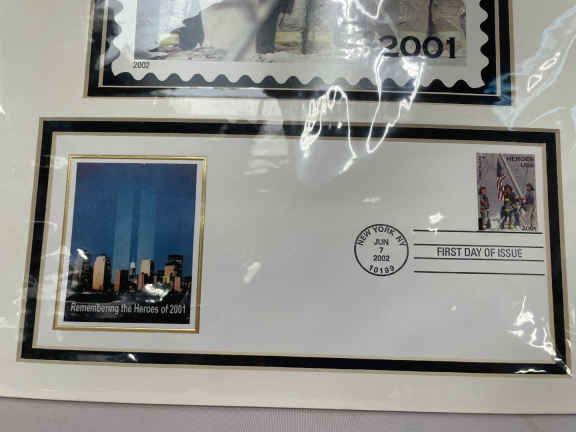 2001
2002
HEROES
USA
2001
NEW YORK, NY
JUN
7
2002
10199
FIRST DAY OF ISSUE
Remembering the Heroes of 2001